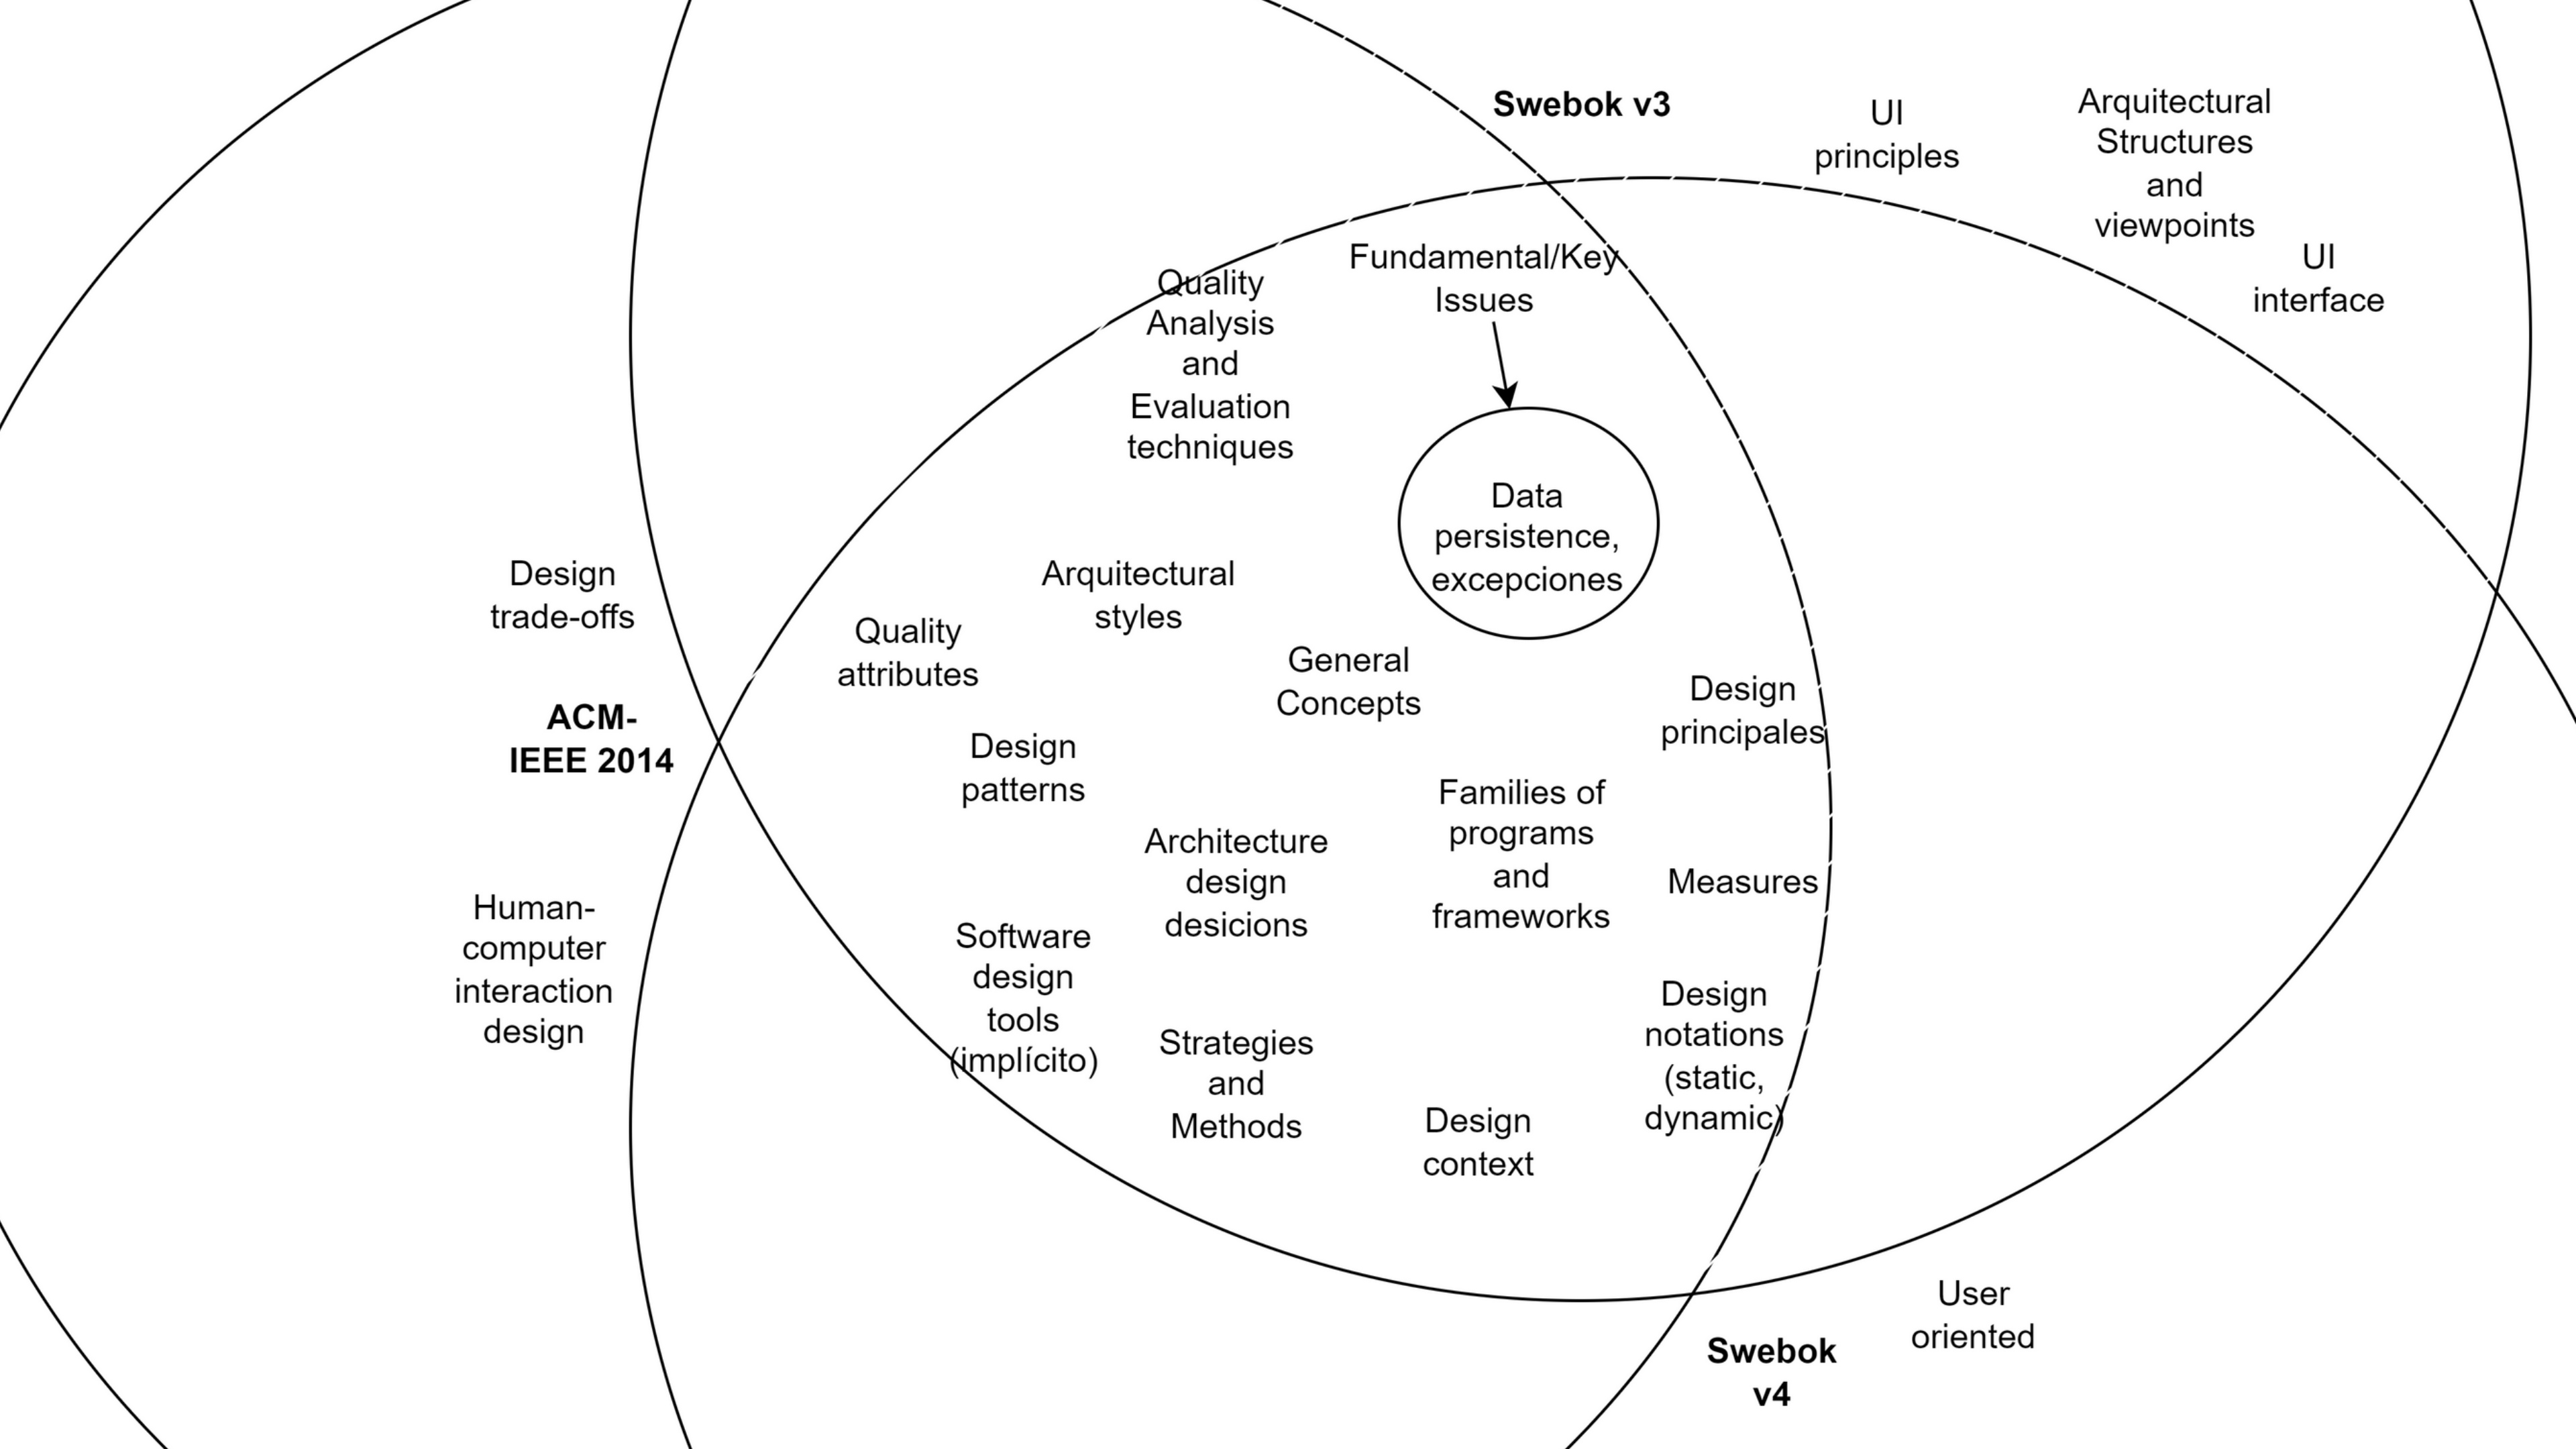 Swebok v3
UI
principles
Arquitectural
Structures
and
viewpoints
UI
interface
Fundamental/Key
Issues
Quality
Analysis
and
Evaluation
techniques
Data
persistence,
excepciones
Design
trade-offs
Arquitectural
styles
Quality
attributes
General
Concepts
Design
principales
ACM-
IEEE 2014
Design
patterns
Families of
programs
and
frameworks
Architecture
design
desicions
Measures
Human-
computer
interaction
design
Software
design
tools
(implícito)
Design
notations
(static,
dynamic)
Strategies
and
Methods
Design
context
User
oriented
Swebok
v4